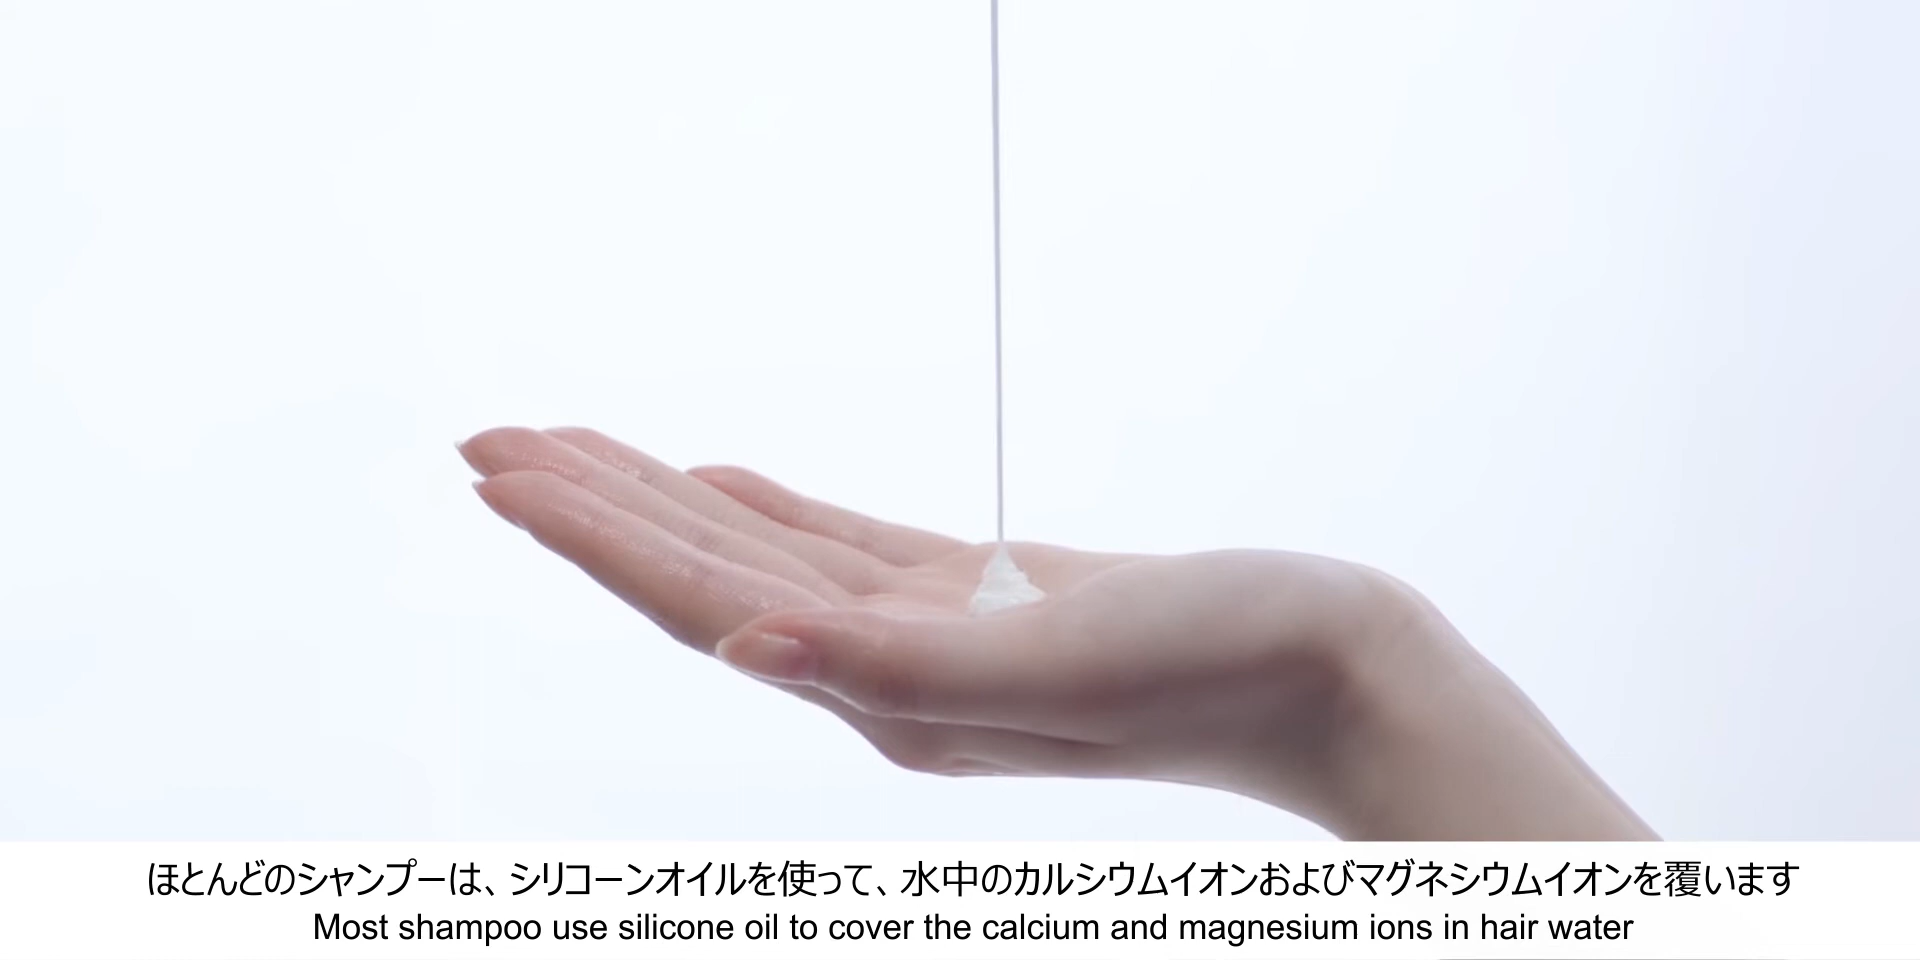 ほとんどのシャンプーは、シリコーンオイルを使って、水中のカルシウムイオンおよびマグネシウムイオンを覆います
Most shampoo use silicone oil to cover the calcium and magnesium ions in hair water